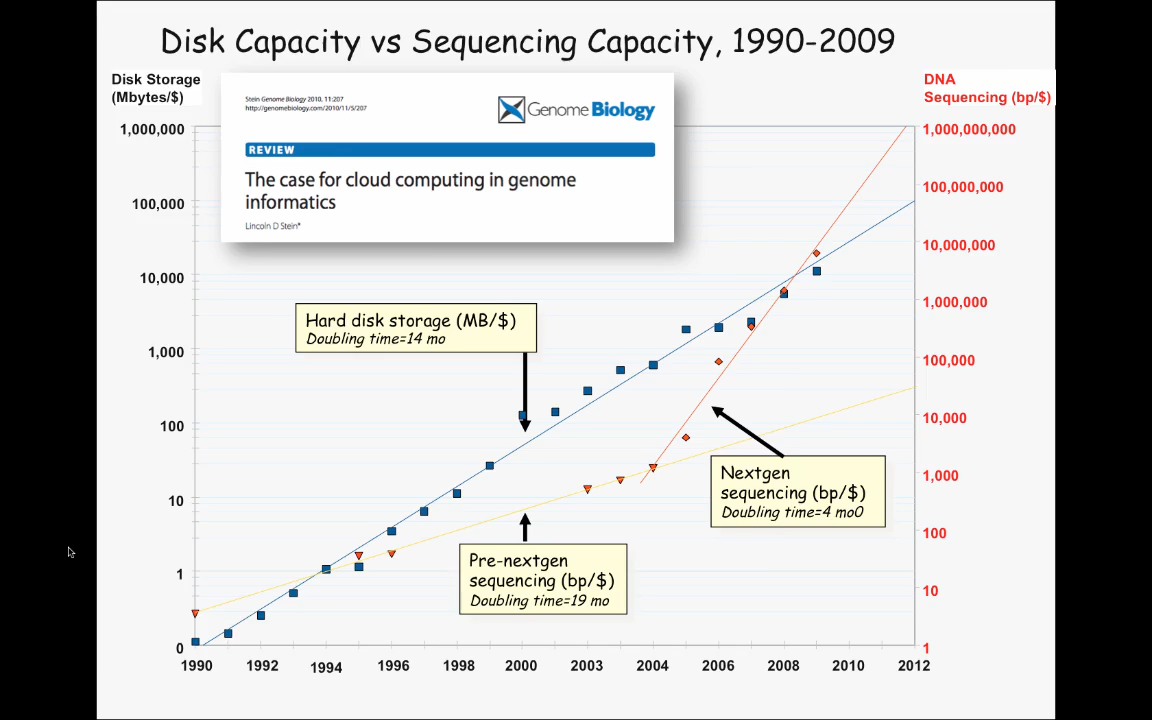 Disk Capacity vs Sequencing Capacity, 1990-2009
Disk Storage
(Mbytes/$)
DNA
Sequencing (bp/$)
Stein Genome Biology 2010, 11:207
http://genomebiology.com/2010/11/5/207
Genome Biology
REVIEW
The case for cloud computing in genome
informatics
Lincoln D Stein*
1,000,000
100,000
10,000
1,000
100
10
1
0
1,000,000,000
100,000,000
10,000,000
1,000,000
100,000
10,000
1,000
100
10
1
Hard disk storage (MB/$)
Doubling time=14 mo
Nextgen
sequencing (bp/$)
Doubling time=4 mo0
Pre-nextgen
sequencing (bp/$)
Doubling time=19 mo
1990 1992 1994 1996 1998 2000 2003 2004 2006 2008 2010 2012